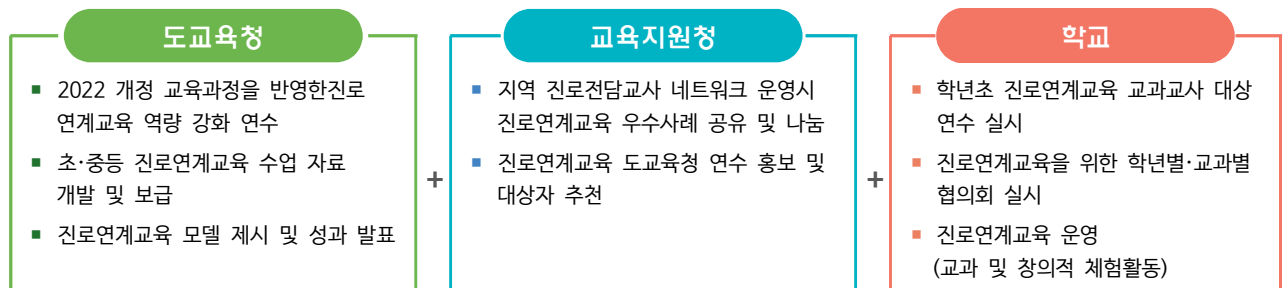 도교육청
■ 2022 개정 교육과정을 반영한진로
연계교육 역량 강화 연수
■ 초·중등 진로연계교육 수업 자료
개발 및 보급
■ 진로연계교육 모델 제시 및 성과 발표
+
교육지원청
■ 지역 진로전담교사 네트워크 운영시
진로연계교육 우수사례 공유 및 나눔
■ 진로연계교육 도교육청 연수 홍보 및
대상자 추천
+
학교
■ 학년초 진로연계교육 교과교사 대상
연수 실시
■ 진로연계교육을 위한 학년별·교과별
협의회 실시
■ 진로연계교육 운영
(교과 및 창의적 체험활동)